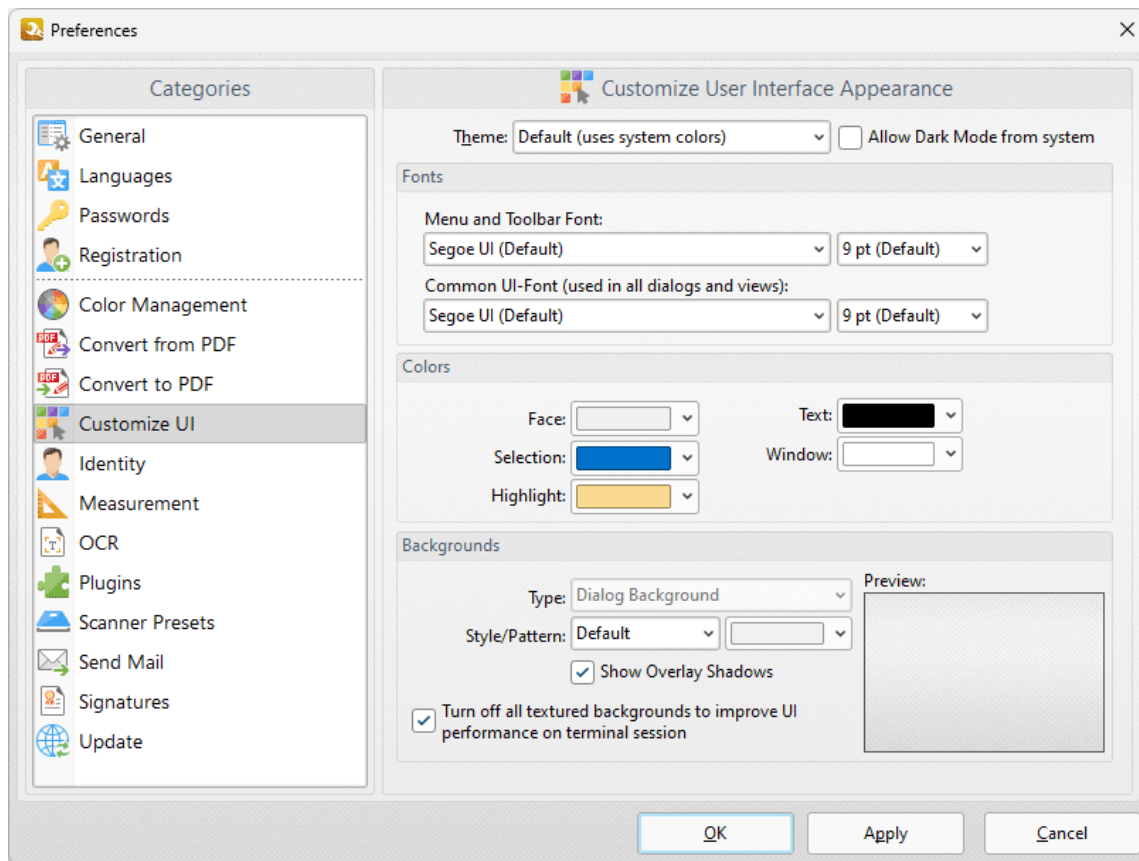 Preferences
Categories
General
Languages
Passwords
Registration
Color Management
Convert from PDF
Convert to PDF
Customize UI
Identity
Measurement
OCR
Plugins
Scanner Presets
Send Mail
Signatures
Update
Customize User Interface Appearance
Theme: Default (uses system colors) Allow Dark Mode from system
Fonts
Menu and Toolbar Font:
Segoe UI (Default) 9 pt (Default)
Common UI-Font (used in all dialogs and views):
Segoe UI (Default) 9 pt (Default)
Colors
Face: Text:
Selection: Window:
Highlight:
Backgrounds
Type: Dialog Background Preview:
Style/Pattern: Default
Show Overlay Shadows
Turn off all textured backgrounds to improve UI
performance on terminal session
OK Apply Cancel